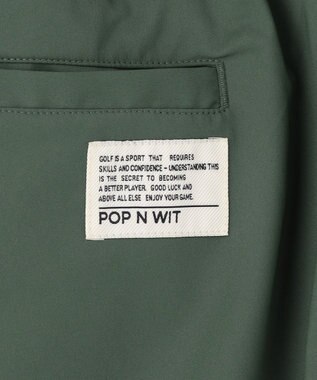 GOLF IS A SPORT THAT REQUIRES
SKILLS AND CONFIDENCE - UNDERSTANDING THIS
IS THE SECRET TO BECOMING
A BETTER PLAYER. GOOD LUCK AND
ABOVE ALL ELSE ENJOY YOUR GAME.
POP N WIT